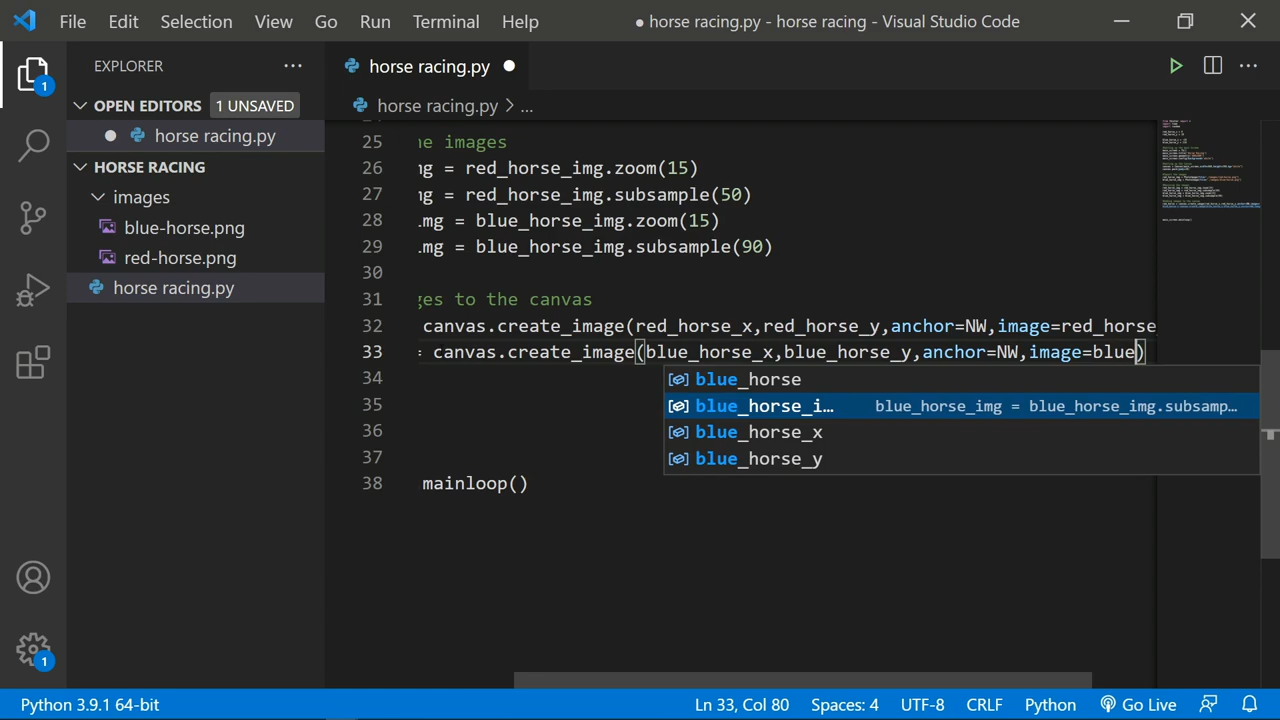 File Edit Selection View Go Run Terminal Help ● horse racing.py - horse racing - Visual Studio Code
EXPLORER
OPEN EDITORS 1 UNSAVED
horse racing.py
HORSE RACING
images
blue-horse.png
red-horse.png
horse racing.py
1
1
horse racing.py
horse racing.py > ...
25 ne images
26 ng = red_horse_img.zoom(15)
27 ng = red_horse_img.subsample(50)
28 .mg = blue_horse_img.zoom(15)
29 .mg = blue_horse_img.subsample(90)
30
31 ges to the canvas
32 canvas.create_image(red_horse_x,red_horse_y,anchor=NW,image=red_horse
33 = canvas.create_image(blue_horse_x,blue_horse_y,anchor=NW,image=blue)
34
35
36
37
38 mainloop()
blue_horse
blue_horse_i... blue_horse_img = blue_horse_img.subsamp...
blue_horse_x
blue_horse_y
Python 3.9.1 64-bit Ln 33, Col 80 Spaces: 4 UTF-8 CRLF Python Go Live